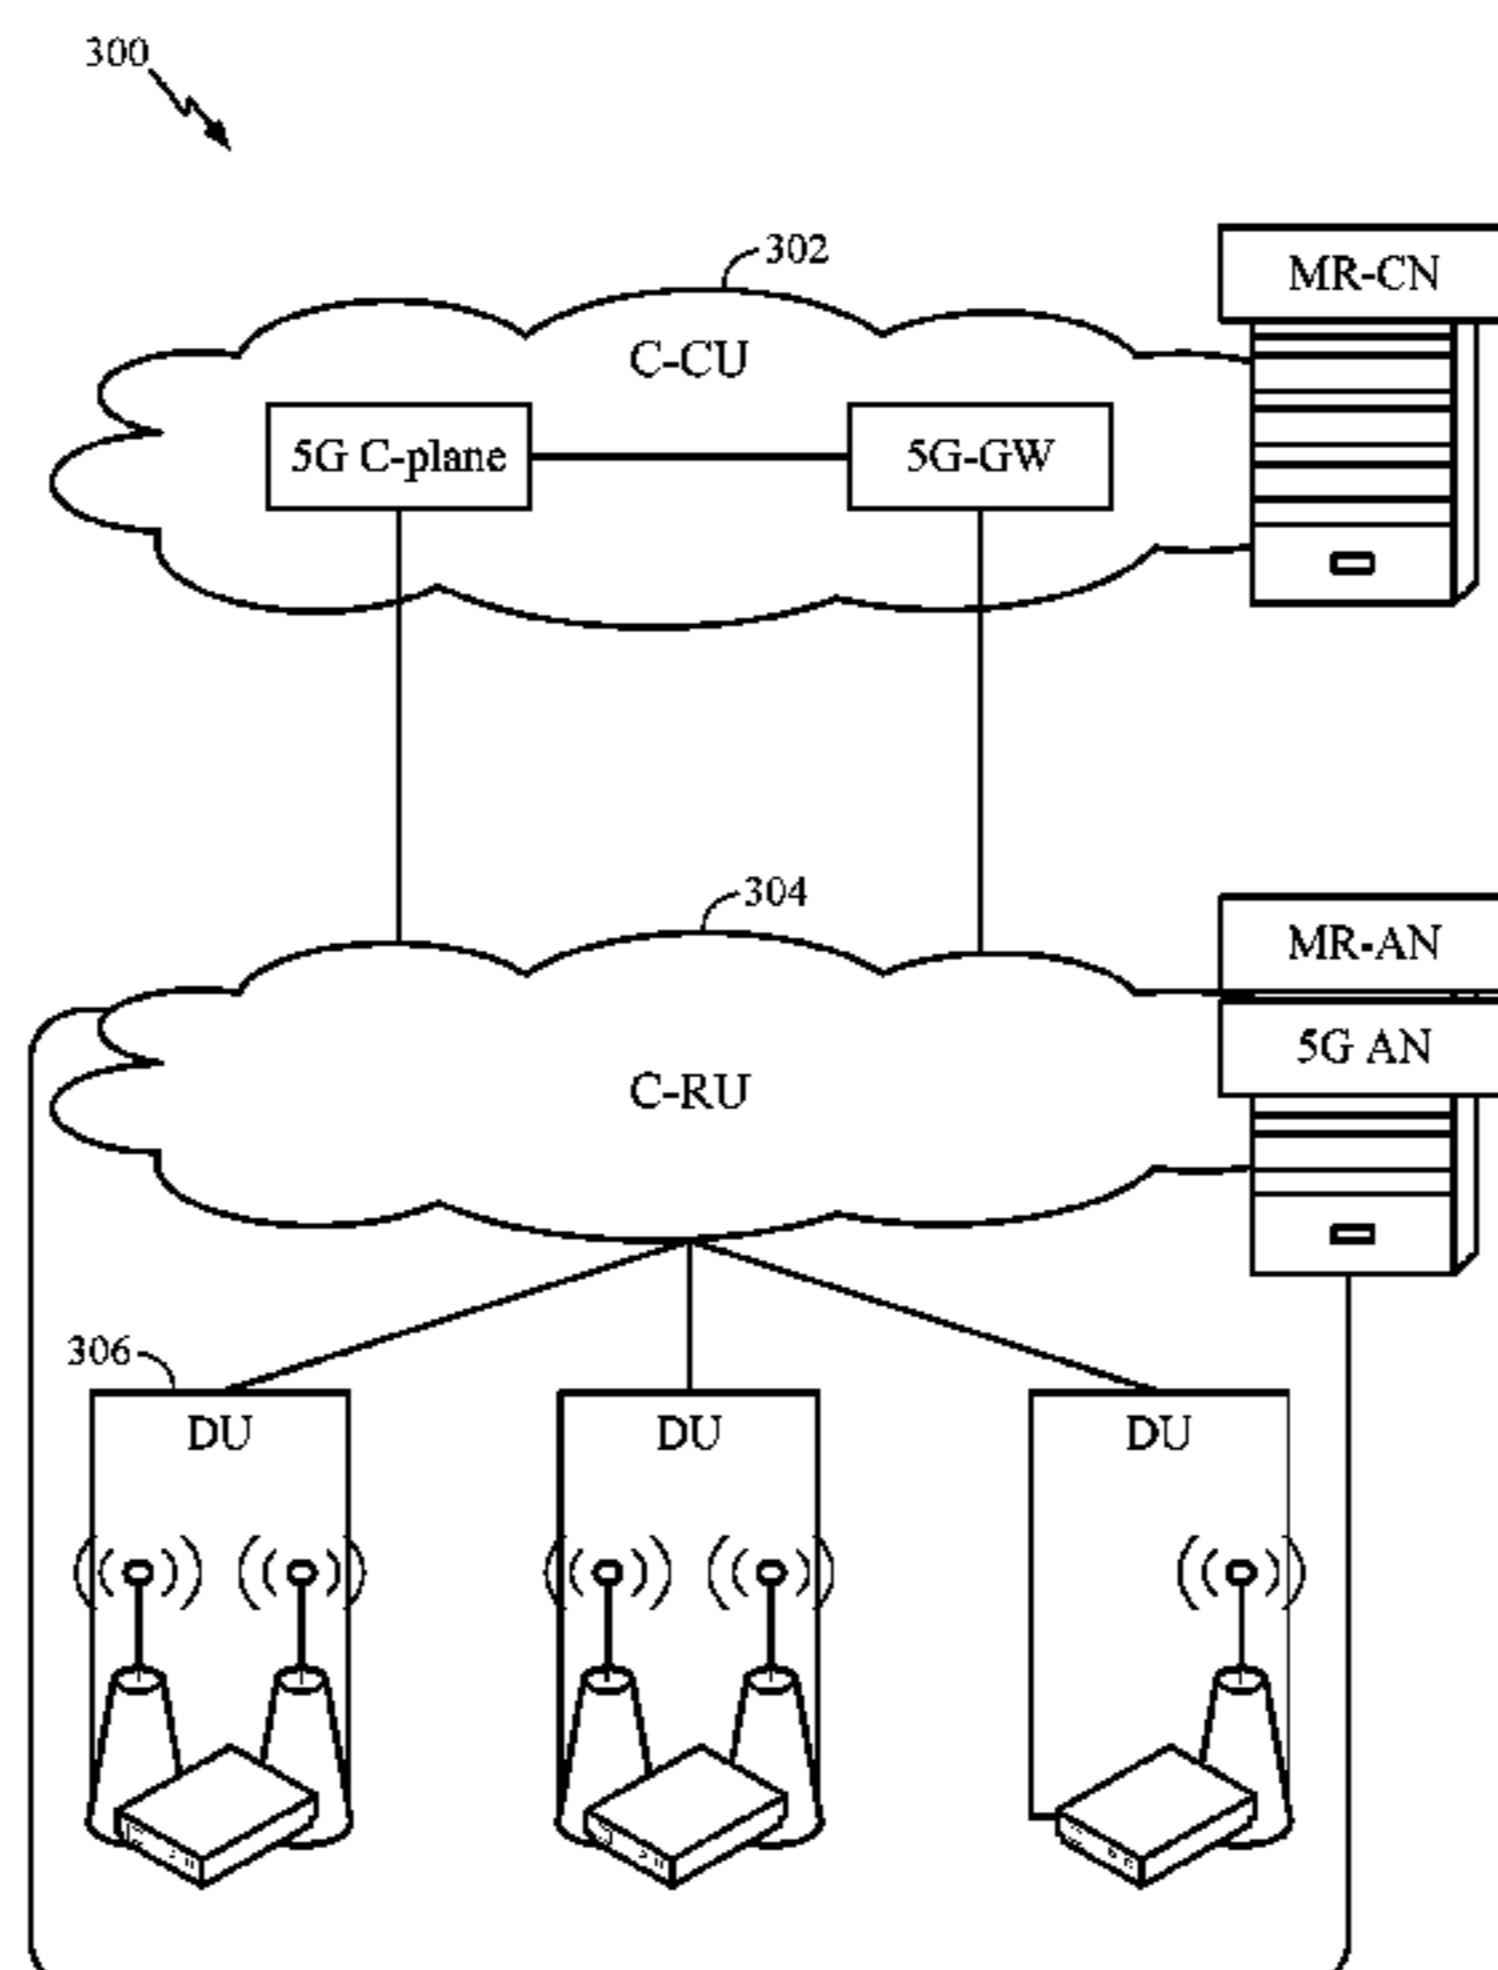 300
302
MR-CN
C-CU
5G C-plane
5G-GW
304
MR-AN
5G AN
C-RU
306
DU
DU
DU